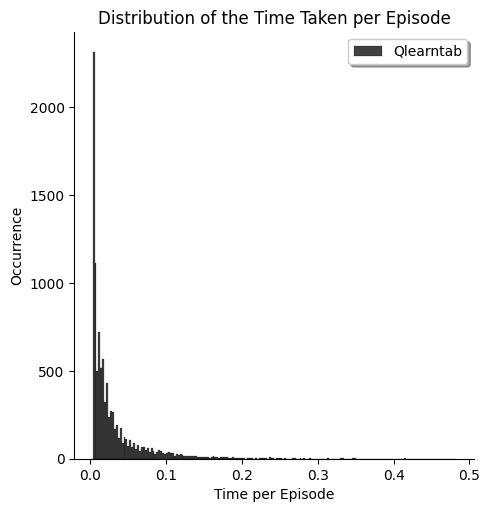 Distribution of the Time Taken per Episode
Qlearntab
2000
1500
1000
500
0
Occurrence
0.0 0.1 0.2 0.3 0.4 0.5
Time per Episode